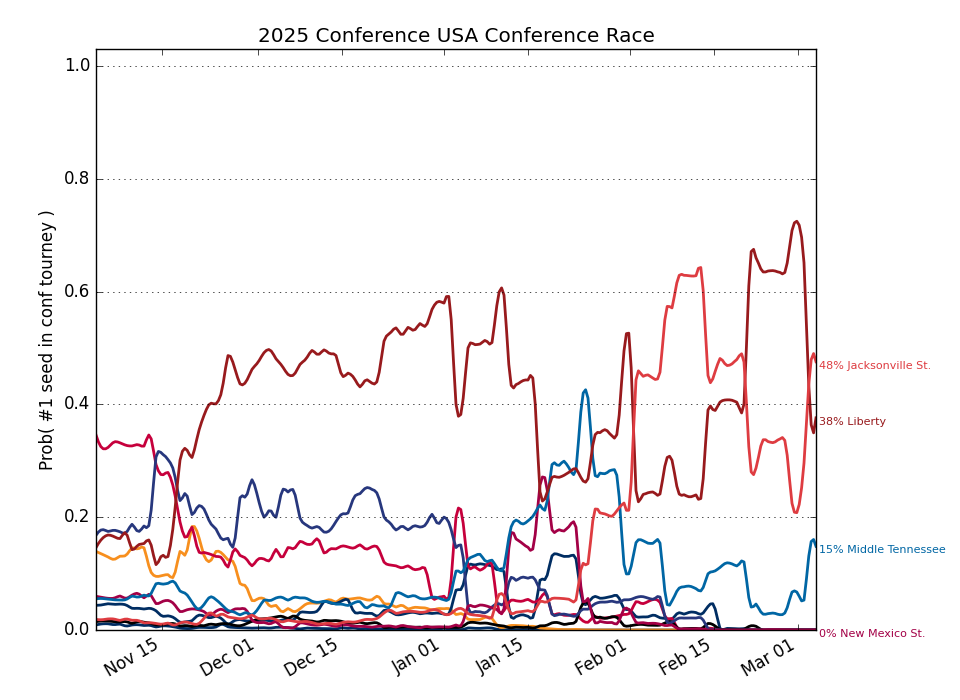 2025 Conference USA Conference Race
Prob( #1 seed in conf tourney )
1.0
0.8
0.6
0.4
0.2
0.0
Nov 15
Dec 01
Dec 15
Jan 01
Jan 15
Feb 01
Feb 15
Mar 01
48% Jacksonville St.
38% Liberty
15% Middle Tennessee
0% New Mexico St.